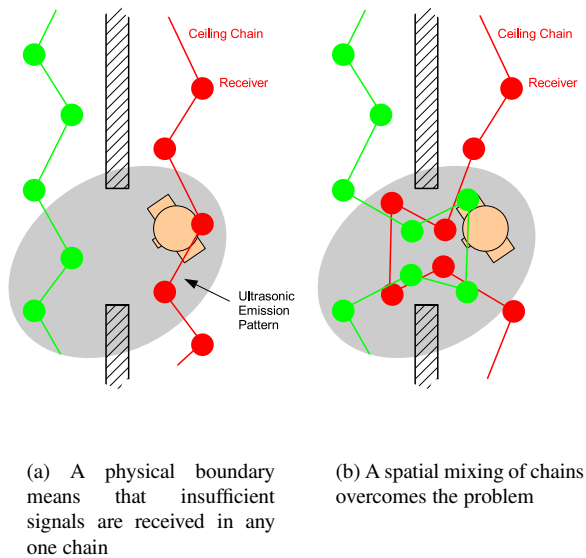 Ceiling Chain
Receiver
Ultrasonic
Emission
Pattern
Ceiling Chain
Receiver
(a) A physical boundary
means that insufficient
signals are received in any
one chain
(b) A spatial mixing of chains
overcomes the problem